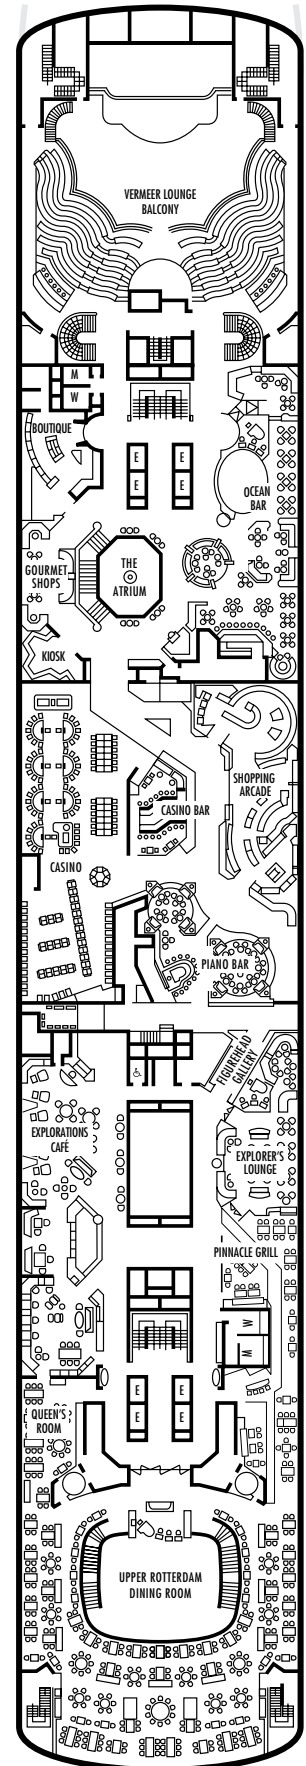 VERMEER LOUNGE
BALCONY
M
W
BOUTIQUE
E
E
E
E
OCEAN
BAR
GOURMET
SHOPS
THE
ATRIUM
KIOSK
SHOPPING
ARCADE
CASINO BAR
CASINO
PIANO BAR
FIGUREHEAD
GALLERY
EXPLORATIONS
CAFÉ
EXPLORER'S
LOUNGE
PINNACLE GRILL
W
M
E
E
E
E
QUEEN'S
ROOM
UPPER ROTTERDAM
DINING ROOM